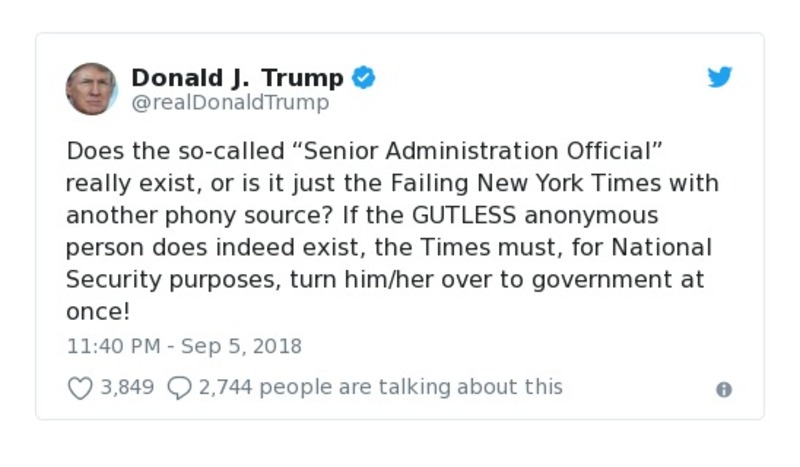 Donald J. Trump
@realDonaldTrump
Does the so-called “Senior Administration Official”
really exist, or is it just the Failing New York Times with
another phony source? If the GUTLESS anonymous
person does indeed exist, the Times must, for National
Security purposes, turn him/her over to government at
once!
11:40 PM - Sep 5, 2018
3,849 2,744 people are talking about this